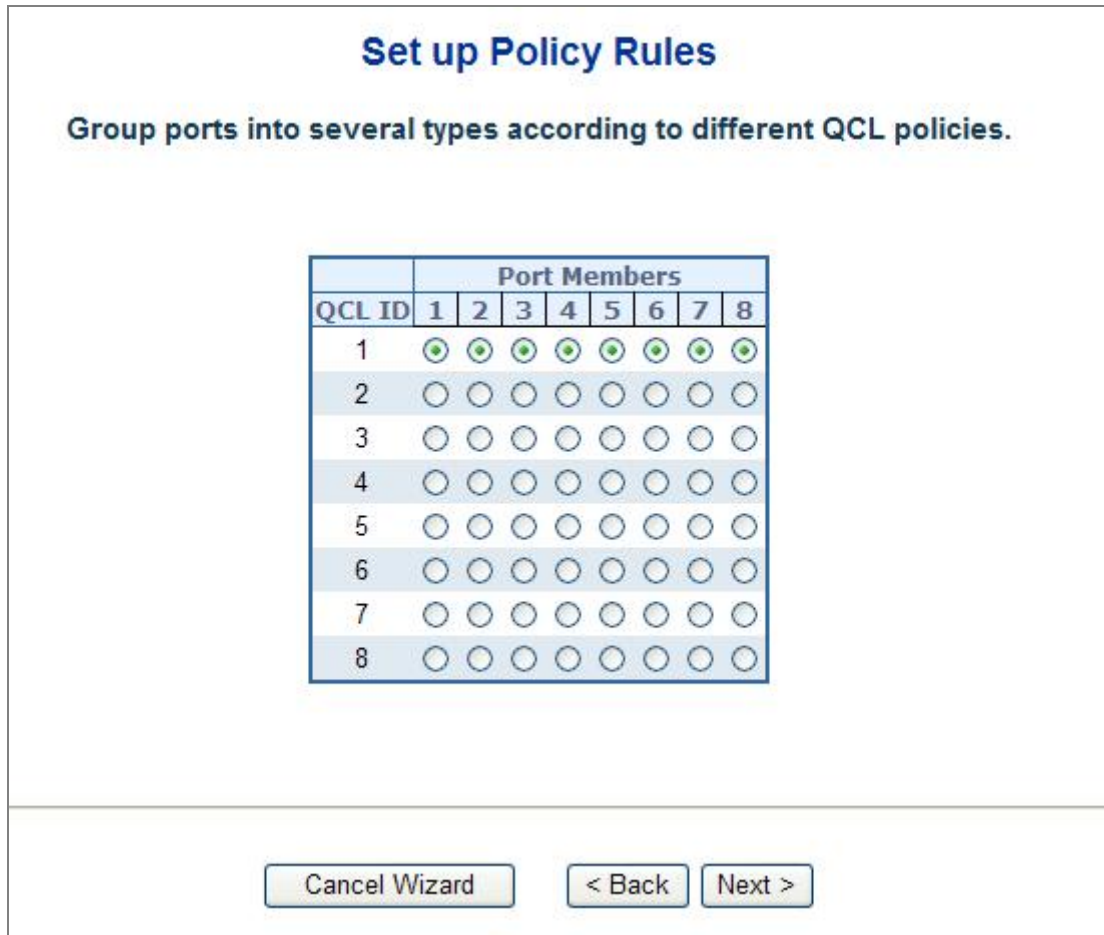 Set up Policy Rules
Group ports into several types according to different QCL policies.
Port Members
QCL ID 1 2 3 4 5 6 7 8
1
2
3
4
5
6
7
8
Cancel Wizard < Back Next >